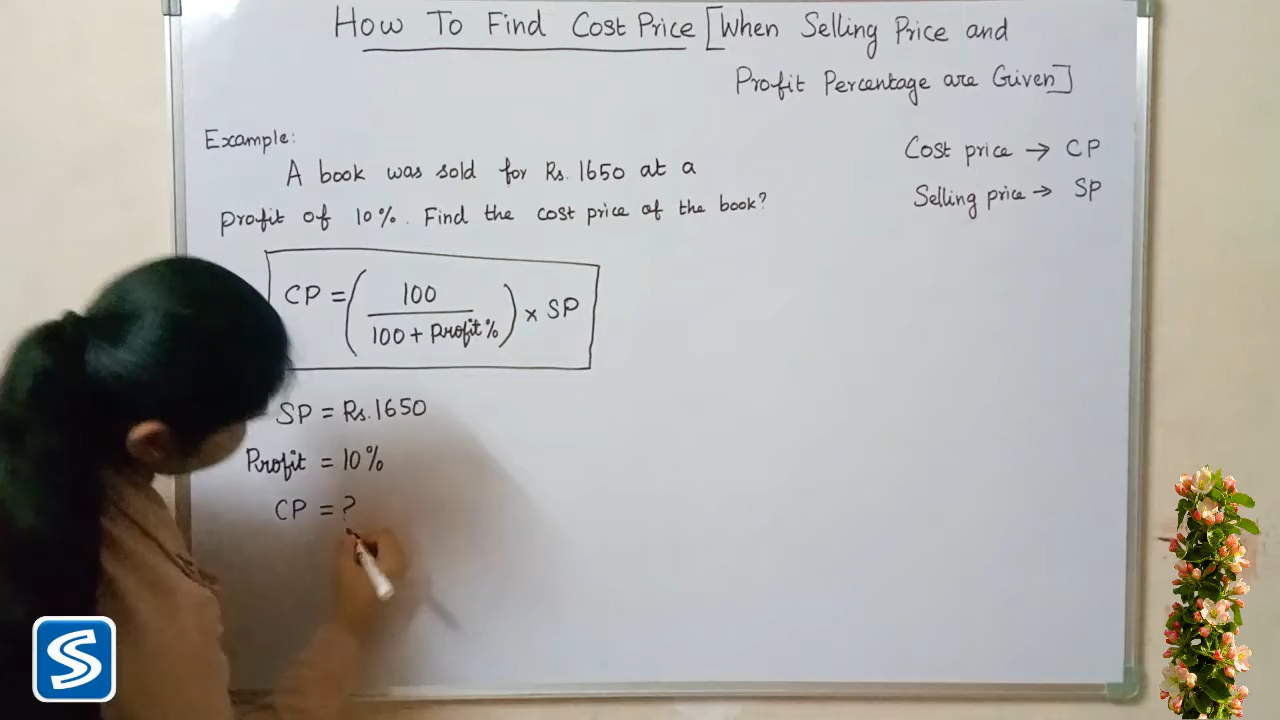 How To Find Cost Price [When Selling Price and
Profit Percentage are Given]
Example:
A book was sold for Rs. 1650 at a
profit of 10%. Find the cost price of the book?
Cost price → CP
Selling price → SP
CP = (100 / 100 + Profit%) × SP
SP = Rs. 1650
Profit = 10%
CP = ?
S